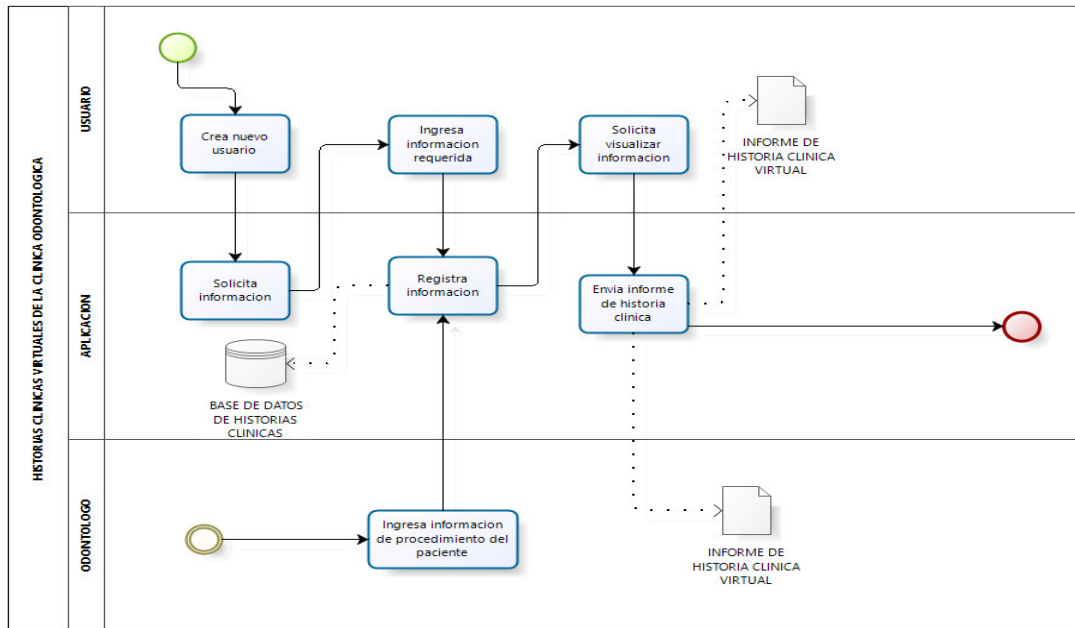 HISTORIAS CLINICAS VIRTUALES DE LA CLINICA ODONTOLOGICA
USUARIO
Crea nuevo
usuario
Ingresa
informacion
requerida
Solicita
visualizar
informacion
INFORME DE
HISTORIA CLINICA
VIRTUAL
APLICACION
Solicita
informacion
Registra
informacion
Envia informe
de historia
clinica
BASE DE DATOS
DE HISTORIAS
CLINICAS
ODONTOLOGO
Ingresa informacion
de procedimiento del
paciente
INFORME DE
HISTORIA CLINICA
VIRTUAL